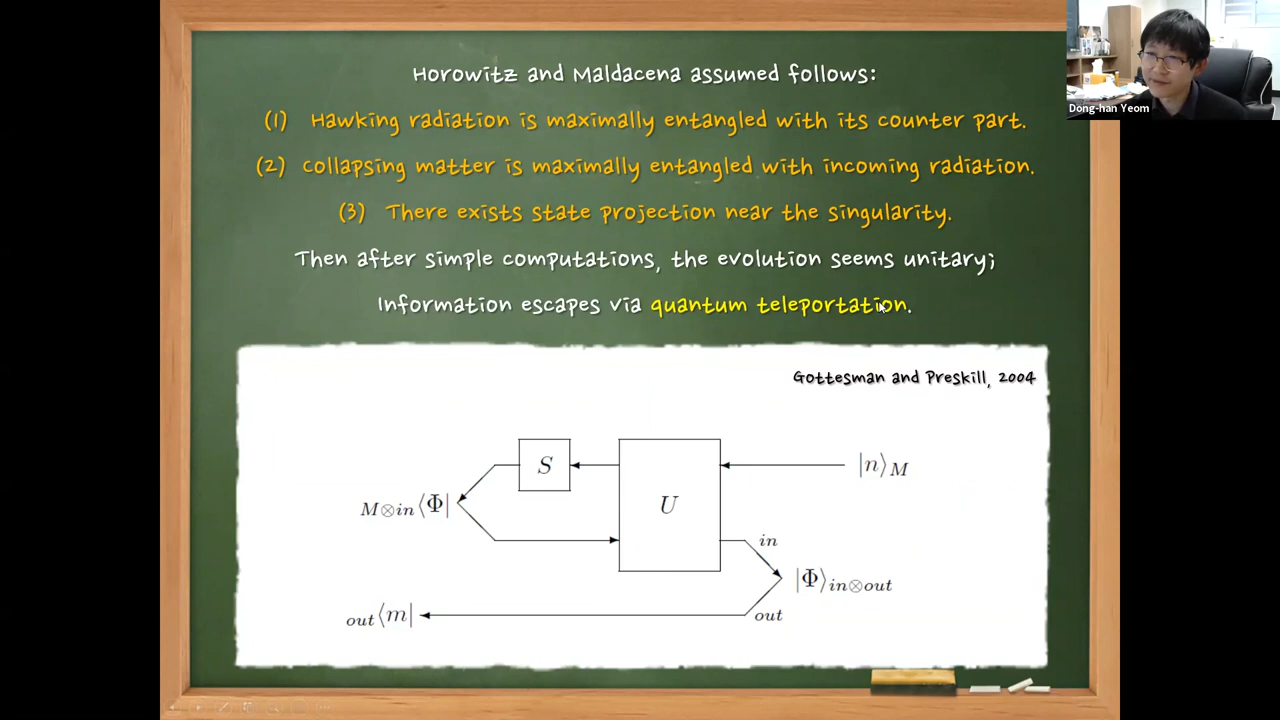 Horowitz and Maldacena assumed follows:
(1) Hawking radiation is maximally entangled with its counter part.
(2) Collapsing matter is maximally entangled with incoming radiation.
(3) There exists state projection near the singularity.
Then after simple computations, the evolution seems unitary;
Information escapes via quantum teleportation.
Dong-han Yeom
Gottesman and Preskill, 2004
S
|n⟩M
M⊗in⟨Φ|
U
in
|Φ⟩in⊗out
out⟨m|
out